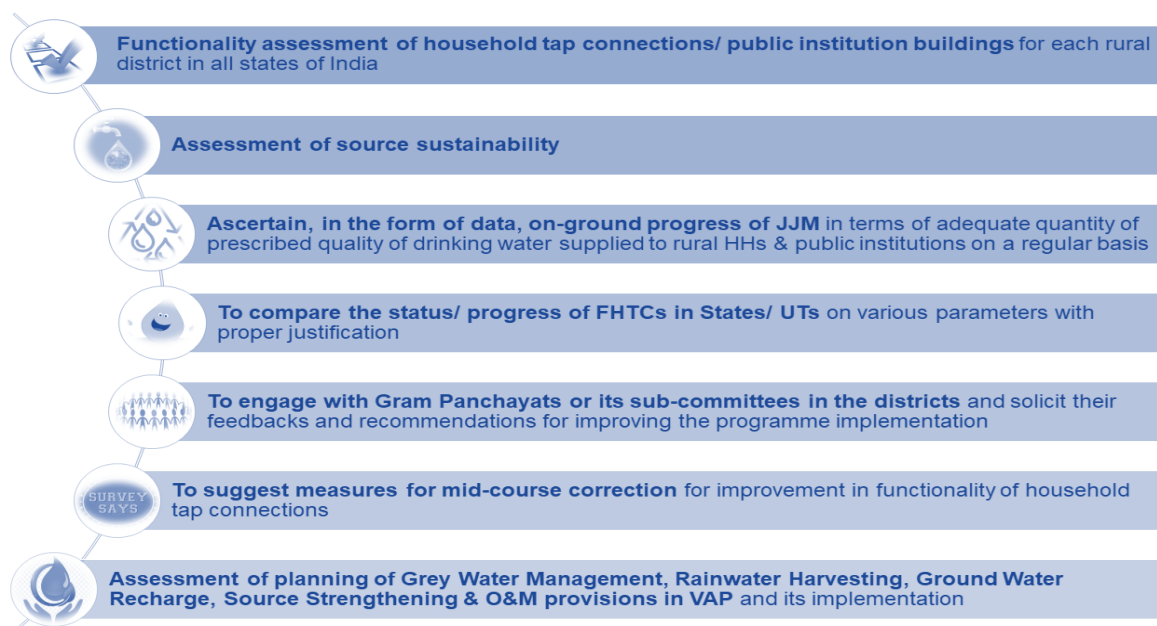 Functionality assessment of household tap connections/ public institution buildings for each rural
district in all states of India
Assessment of source sustainability
Ascertain, in the form of data, on-ground progress of JJM in terms of adequate quantity of
prescribed quality of drinking water supplied to rural HHs & public institutions on a regular basis
To compare the status/ progress of FHTCs in States/ UTs on various parameters with
proper justification
To engage with Gram Panchayats or its sub-committees in the districts and solicit their
feedbacks and recommendations for improving the programme implementation
SURVEY
SAYS
To suggest measures for mid-course correction for improvement in functionality of household
tap connections
Assessment of planning of Grey Water Management, Rainwater Harvesting, Ground Water
Recharge, Source Strengthening & O&M provisions in VAP and its implementation